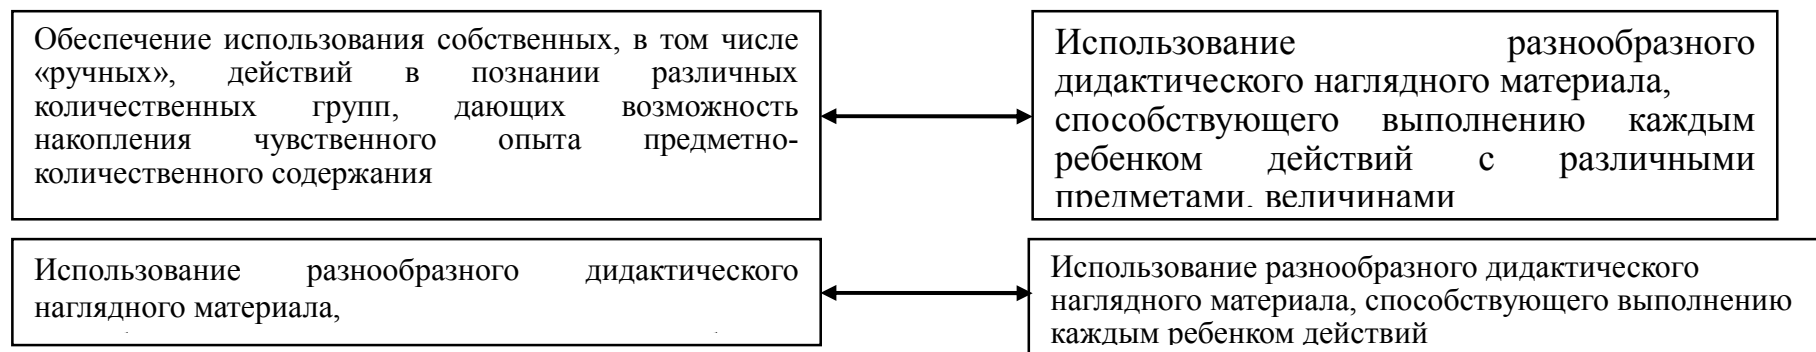 Обеспечение использования собственных, в том числе
«ручных», действий в познании различных
количественных групп, дающих возможность
накопления чувственного опыта предметно-
количественного содержания
Использование разнообразного
дидактического наглядного материала,
способствующего выполнению каждым
ребенком действий с различными
предметами, величинами
Использование разнообразного дидактического
наглядного материала,
Использование разнообразного дидактического
наглядного материала, способствующего выполнению
каждым ребенком действий